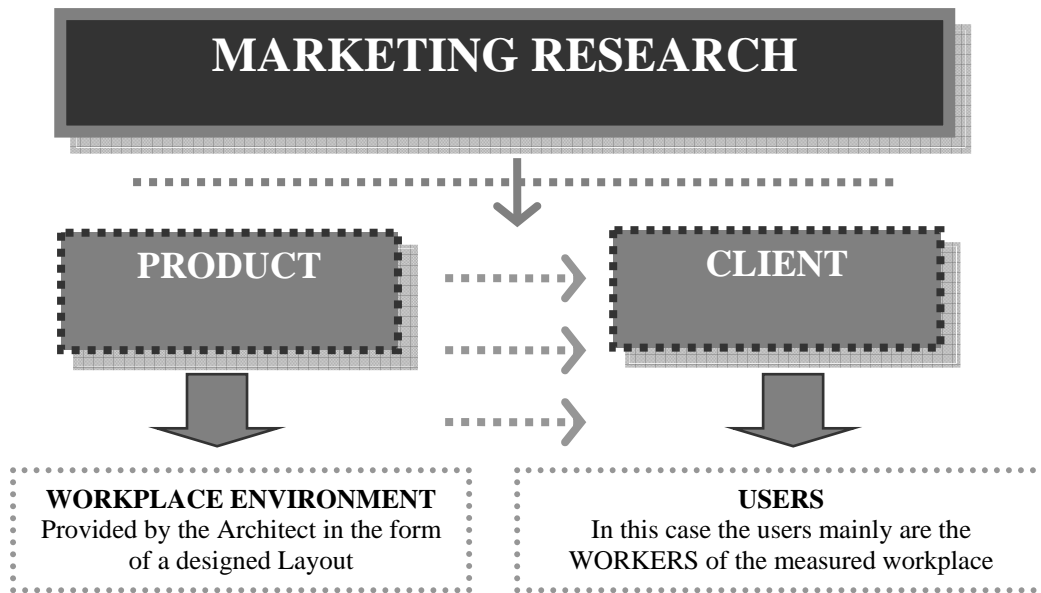 MARKETING RESEARCH
PRODUCT
CLIENT
WORKPLACE ENVIRONMENT
Provided by the Architect in the form
of a designed Layout
USERS
In this case the users mainly are the
WORKERS of the measured workplace